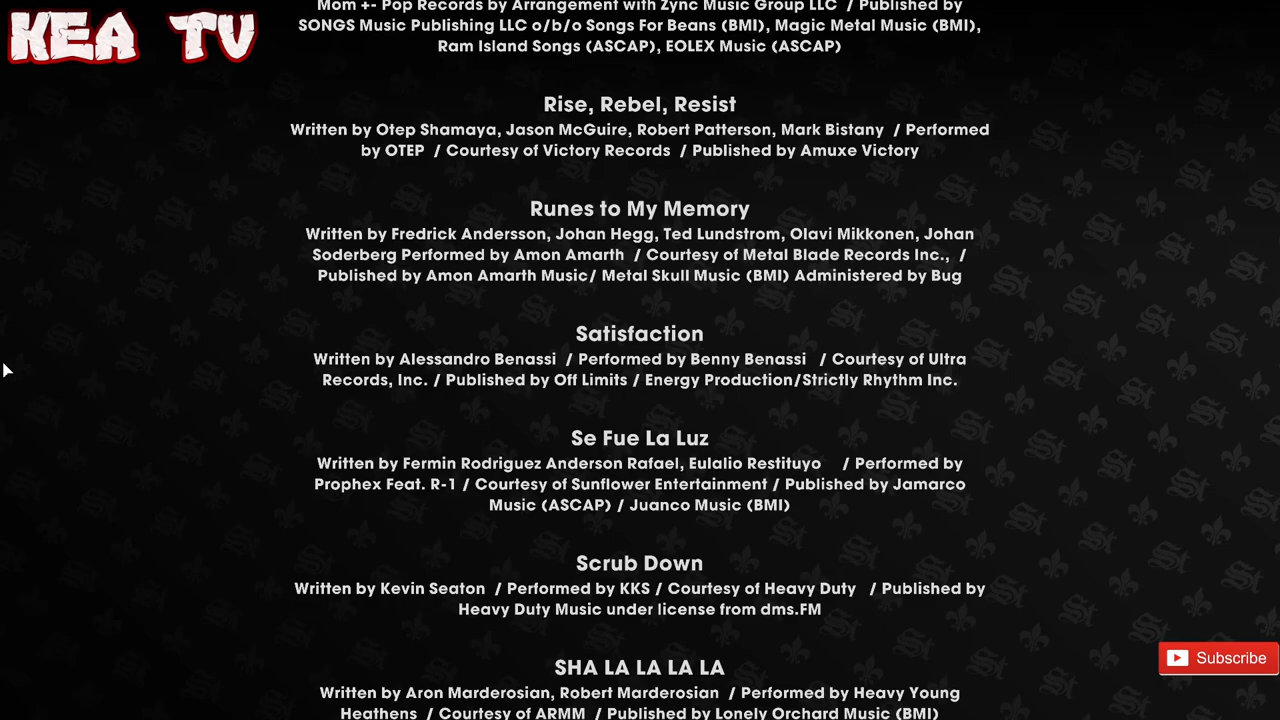 Mom +- Pop Records by Arrangement with Zync Music Group LLC / Published by
KEA TV
SONGS Music Publishing LLC o/b/o Songs For Beans (BMI), Magic Metal Music (BMI),
Ram Island Songs (ASCAP), EOLEX Music (ASCAP)
Rise, Rebel, Resist
Written by Otep Shamaya, Jason McGuire, Robert Patterson, Mark Bistany / Performed
by OTEP / Courtesy of Victory Records / Published by Amuxe Victory
Runes to My Memory
Written by Fredrick Andersson, Johan Hegg, Ted Lundstrom, Olavi Mikkonen, Johan
Soderberg Performed by Amon Amarth / Courtesy of Metal Blade Records Inc., /
Published by Amon Amarth Music/ Metal Skull Music (BMI) Administered by Bug
Satisfaction
Written by Alessandro Benassi / Performed by Benny Benassi / Courtesy of Ultra
Records, Inc. / Published by Off Limits / Energy Production/Strictly Rhythm Inc.
Se Fue La Luz
Written by Fermin Rodriguez Anderson Rafael, Eulalio Restituyo / Performed by
Prophex Feat. R-1 / Courtesy of Sunflower Entertainment / Published by Jamarco
Music (ASCAP) / Juanco Music (BMI)
Scrub Down
Written by Kevin Seaton / Performed by KKS / Courtesy of Heavy Duty / Published by
Heavy Duty Music under license from dms.FM
Subscribe
SHA LA LA LA LA
Written by Aron Marderosian, Robert Marderosian / Performed by Heavy Young
Heathens / Courtesy of ARMM / Published by Lonely Orchard Music (BMI)